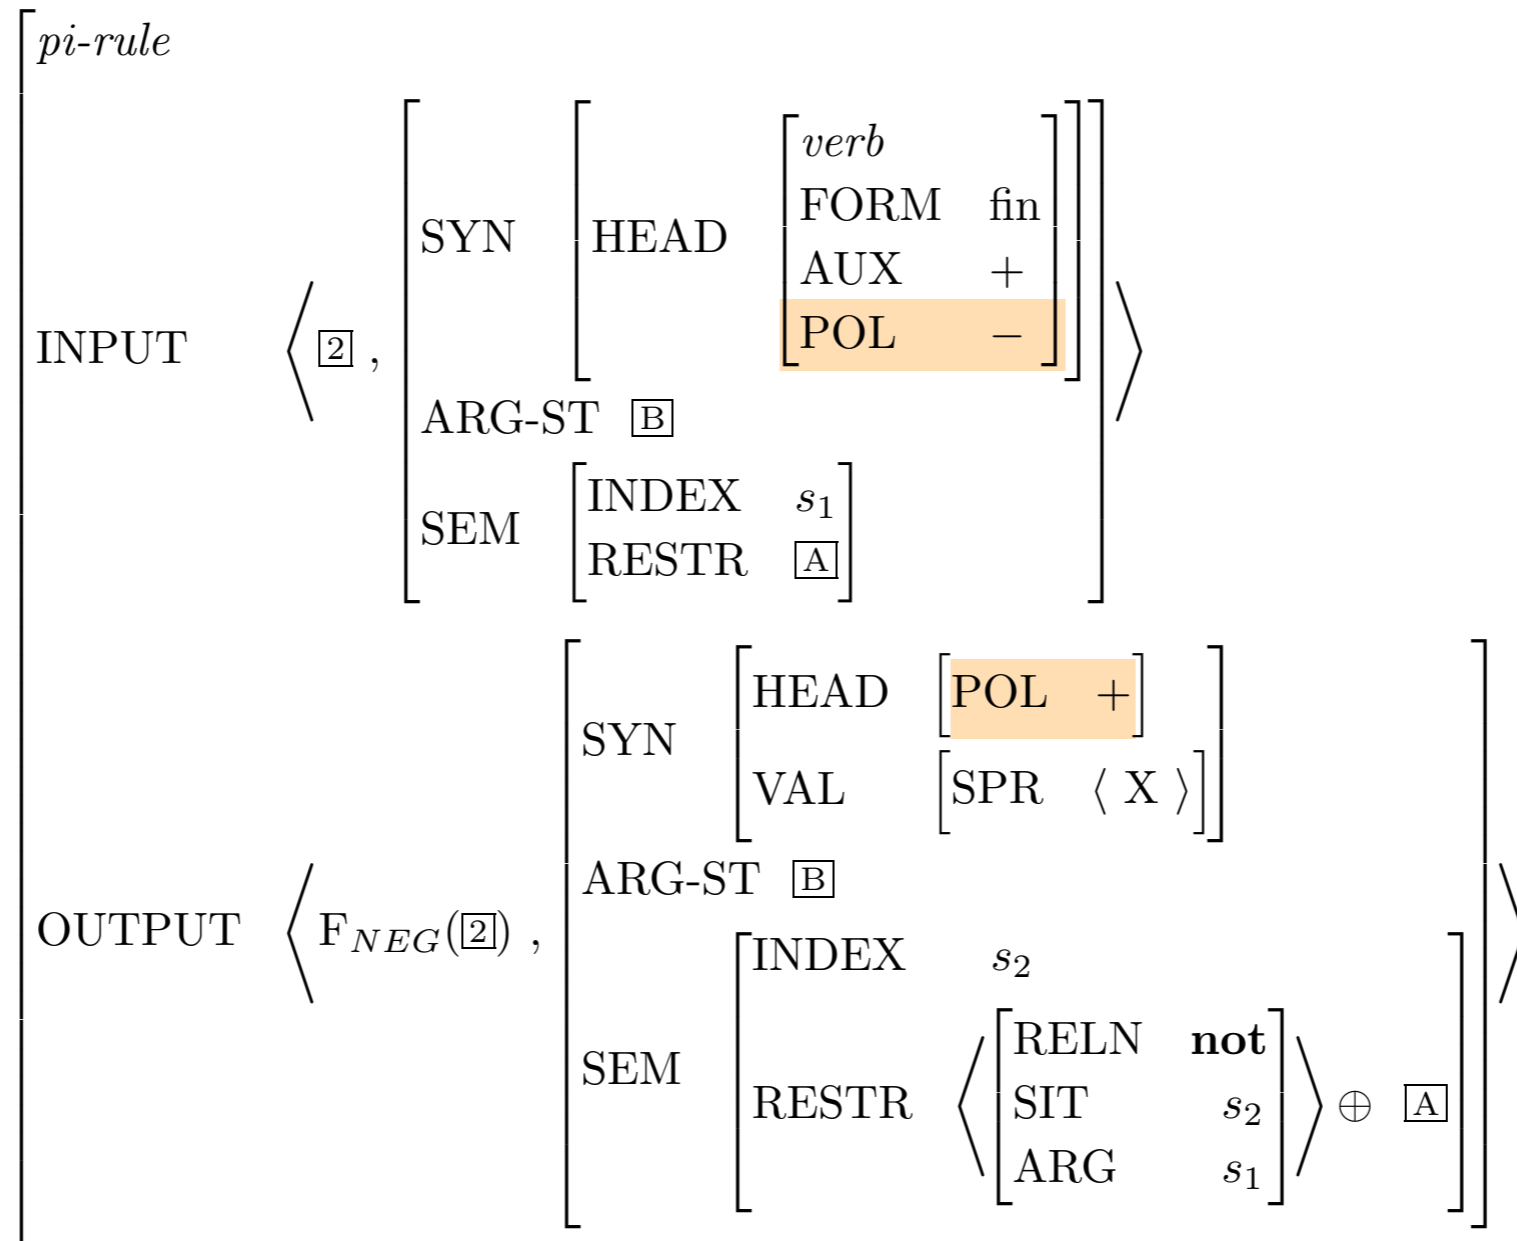 pi-rule
verb
FORM fin
SYN HEAD
AUX +
POL −
INPUT ⟨ 2 , ⟩
ARG-ST B
INDEX s1
SEM
RESTR A
HEAD [POL +]
SYN
VAL [SPR ⟨ X ⟩]
ARG-ST B
OUTPUT ⟨ FNEG(2) , ⟩
INDEX s2
RELN not
SEM
RESTR ⟨ SIT s2 ⟩ ⊕ A
ARG s1